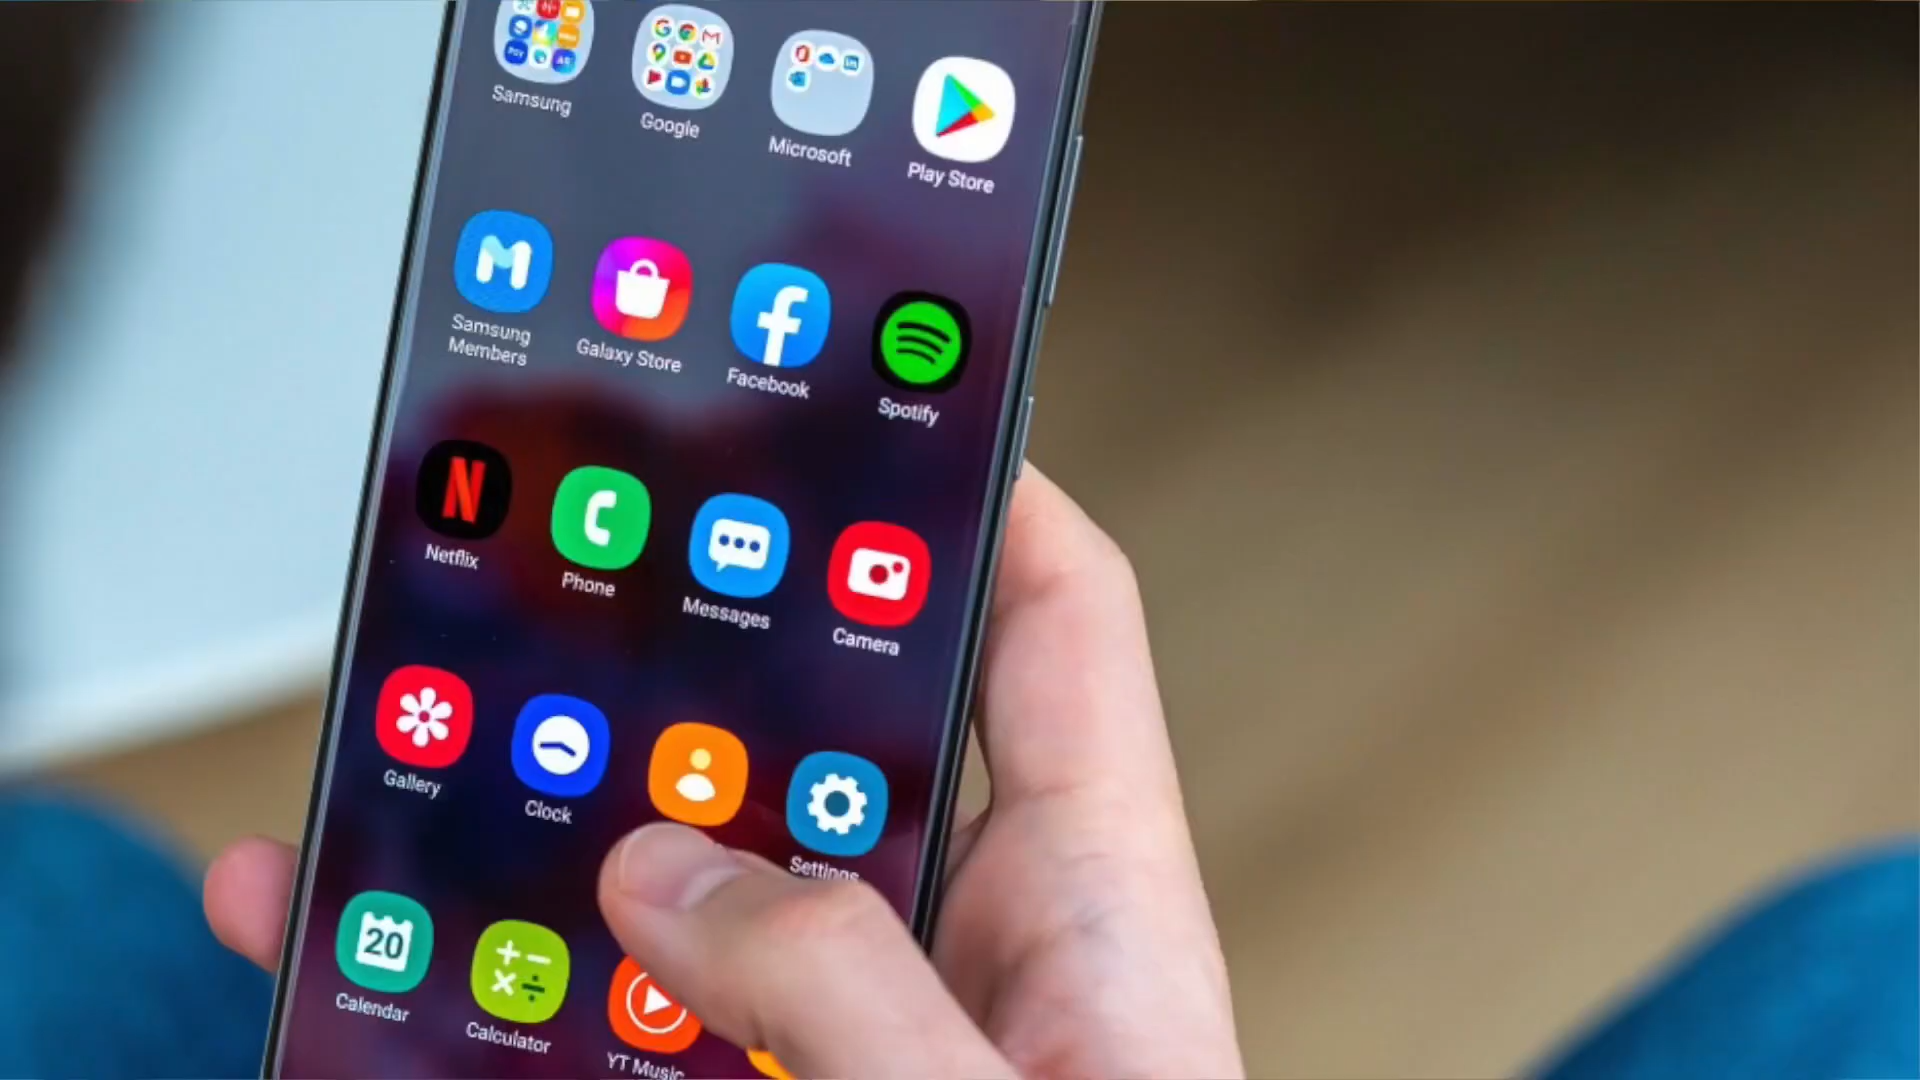 Samsung
Google
Microsoft
Play Store
Samsung
Members
Galaxy Store
Facebook
Spotify
Netflix
Phone
Messages
Camera
Gallery
Clock
Settings
20
Calendar
Calculator
YT Music